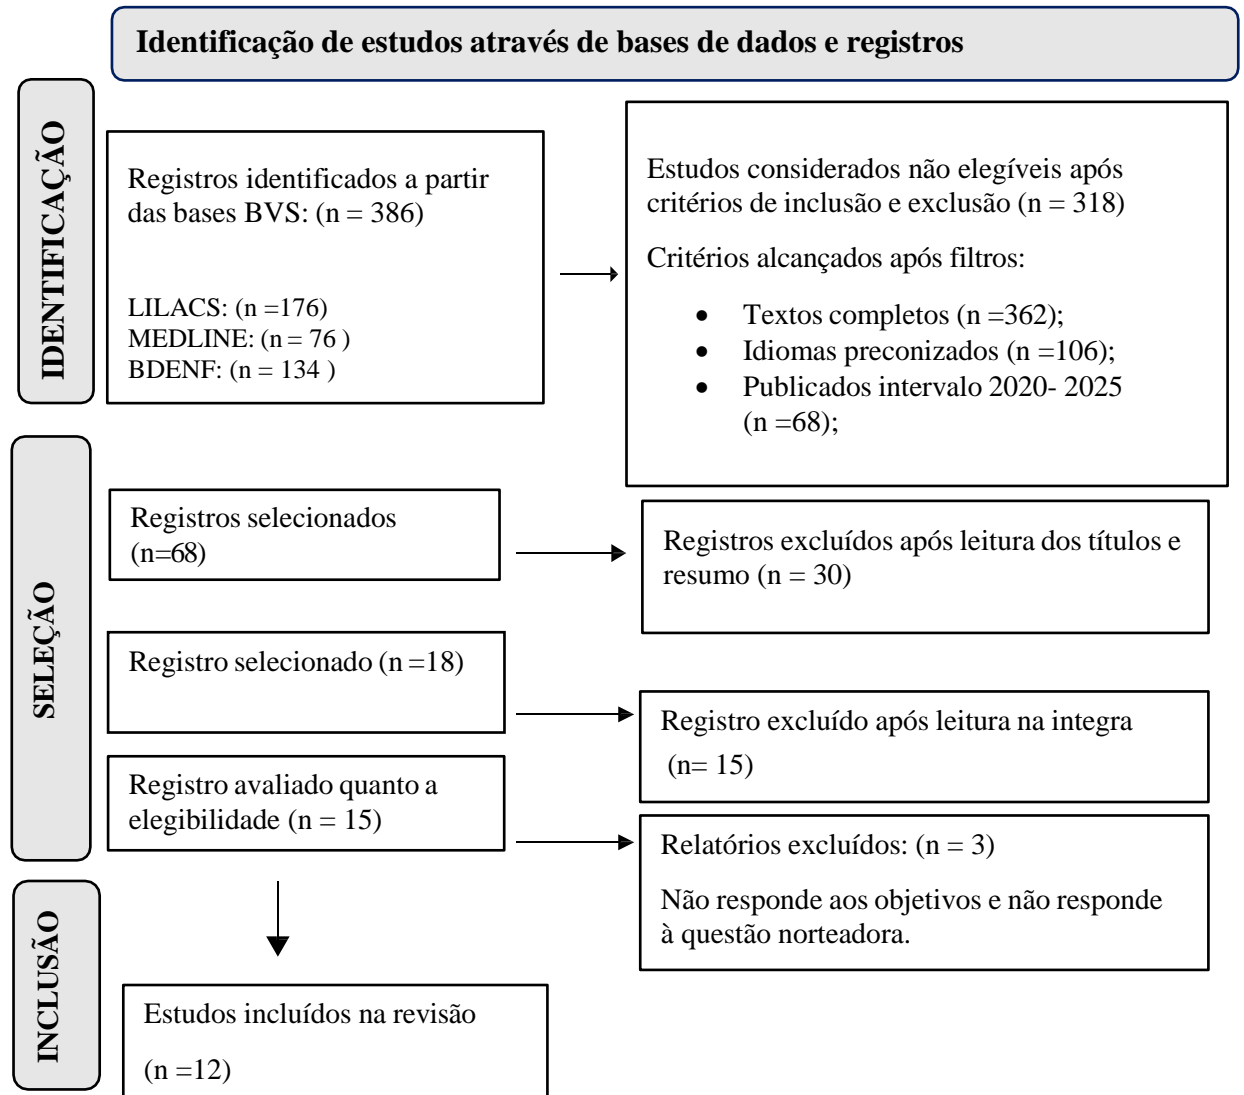 Identificação de estudos através de bases de dados e registros
IDENTIFICAÇÃO
Registros identificados a partir
das bases BVS: (n = 386)
LILACS: (n =176)
MEDLINE: (n = 76 )
BDENF: (n = 134 )
Estudos considerados não elegíveis após
critérios de inclusão e exclusão (n = 318)
Critérios alcançados após filtros:
• Textos completos (n =362);
• Idiomas preconizados (n =106);
• Publicados intervalo 2020- 2025
(n =68);
SELEÇÃO
Registros selecionados
(n=68)
Registros excluídos após leitura dos títulos e
resumo (n = 30)
Registro selecionado (n =18)
Registro excluído após leitura na integra
(n= 15)
Registro avaliado quanto a
elegibilidade (n = 15)
Relatórios excluídos: (n = 3)
Não responde aos objetivos e não responde
à questão norteadora.
INCLUSÃO
Estudos incluídos na revisão
(n =12)